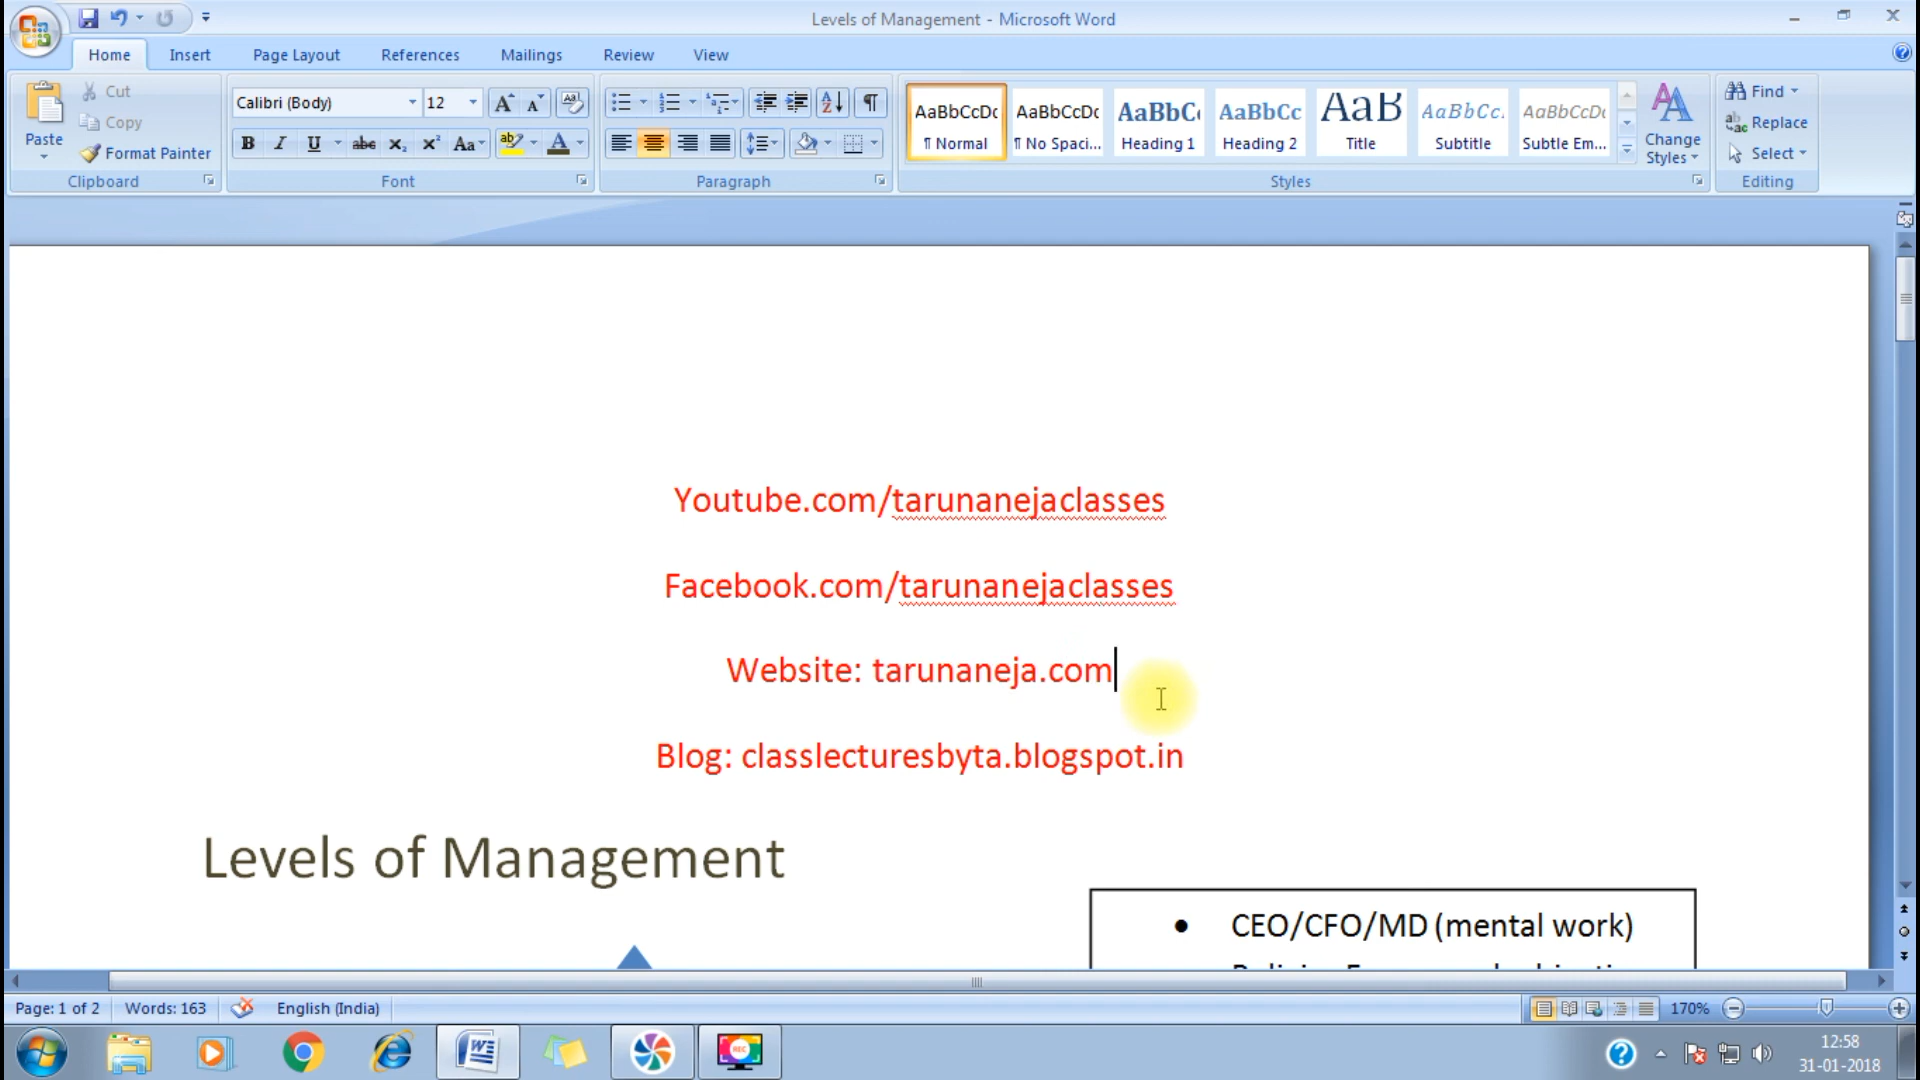 Levels of Management - Microsoft Word
Home Insert Page Layout References Mailings Review View
Paste
Cut
Copy
Format Painter
Clipboard
Calibri (Body) 12
Font
Paragraph
AaBbCcDc AaBbCcDc AaBbC AaBbCc AaB AaBbCc. AaBbCcDc
¶ Normal ¶ No Spaci... Heading 1 Heading 2 Title Subtitle Subtle Em...
Change Styles
Styles
Find
Replace
Select
Editing
Youtube.com/tarunanejaclasses
Facebook.com/tarunanejaclasses
Website: tarunaneja.com
Blog: classlecturesbyta.blogspot.in
Levels of Management
• CEO/CFO/MD (mental work)
Page: 1 of 2 Words: 163 English (India) 170%
12:58
31-01-2018